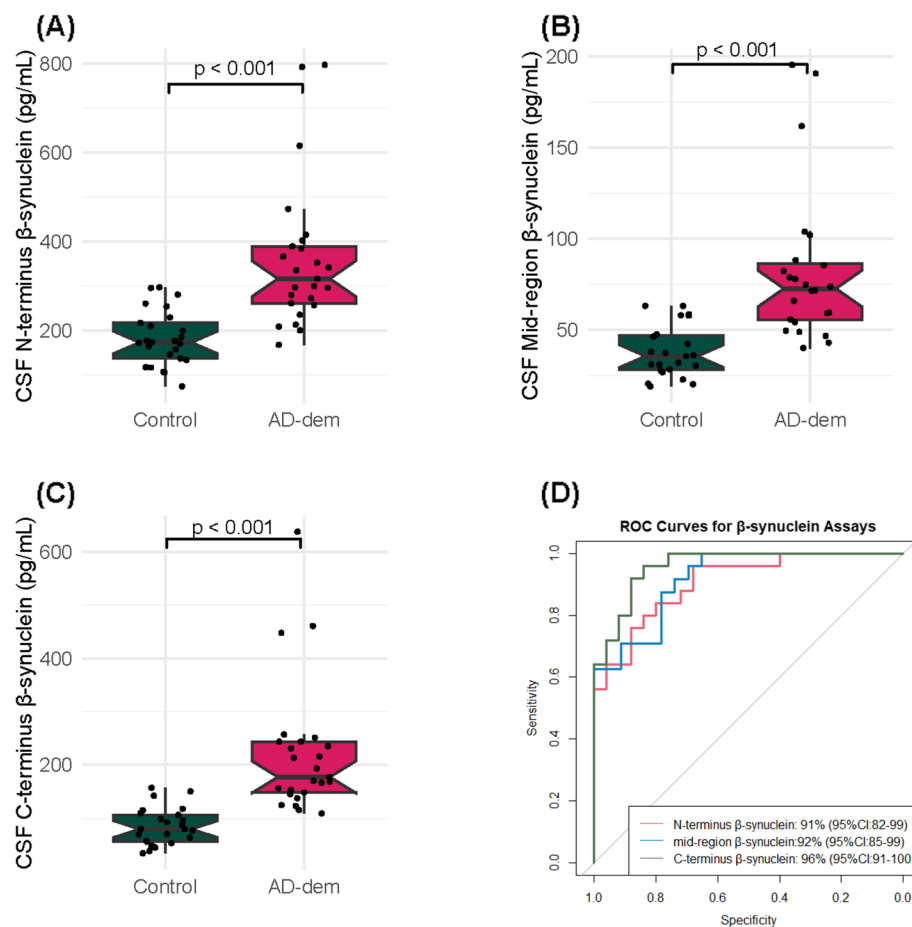 (A)
CSF N-terminus β-synuclein (pg/mL)
800
600
400
200
p < 0.001
Control
AD-dem
(B)
CSF Mid-region β-synuclein (pg/mL)
200
150
100
50
p < 0.001
Control
AD-dem
(C)
CSF C-terminus β-synuclein (pg/mL)
600
400
200
p < 0.001
Control
AD-dem
(D)
ROC Curves for β-synuclein Assays
Sensitivity
1.0
0.8
0.6
0.4
0.2
0.0
N-terminus β-synuclein: 91% (95%CI:82-99)
mid-region β-synuclein:92% (95%CI:85-99)
C-terminus β-synuclein: 96% (95%CI:91-100
1.0
0.8
0.6
0.4
0.2
0.0
Specificity